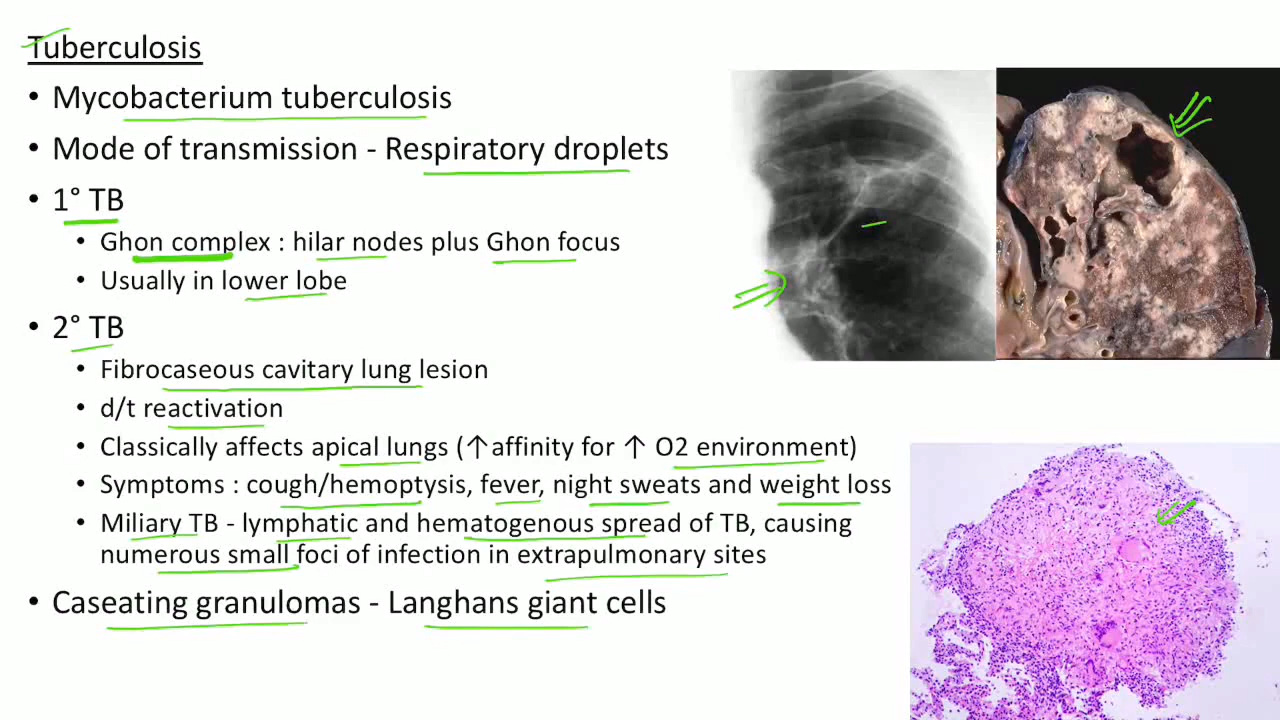 Tuberculosis
• Mycobacterium tuberculosis
• Mode of transmission - Respiratory droplets
• 1° TB
• Ghon complex : hilar nodes plus Ghon focus
• Usually in lower lobe
• 2° TB
• Fibrocaseous cavitary lung lesion
• d/t reactivation
• Classically affects apical lungs (↑affinity for ↑ O2 environment)
• Symptoms : cough/hemoptysis, fever, night sweats and weight loss
• Miliary TB - lymphatic and hematogenous spread of TB, causing
numerous small foci of infection in extrapulmonary sites
• Caseating granulomas - Langhans giant cells